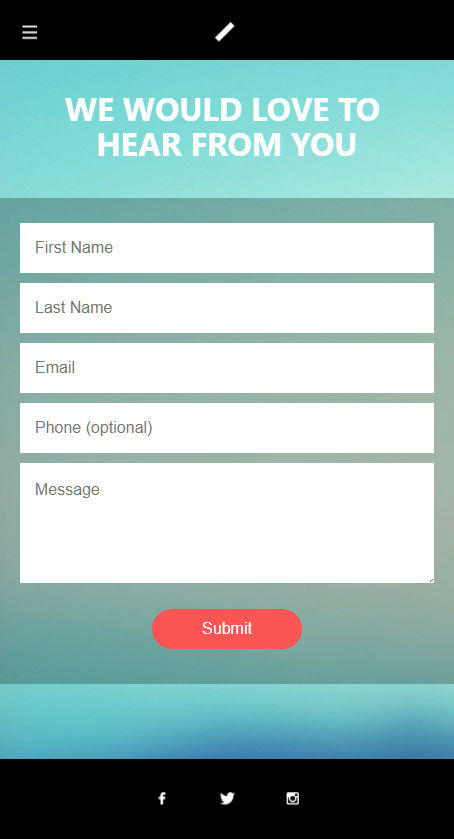 WE WOULD LOVE TO
HEAR FROM YOU
First Name
Last Name
Email
Phone (optional)
Message
Submit